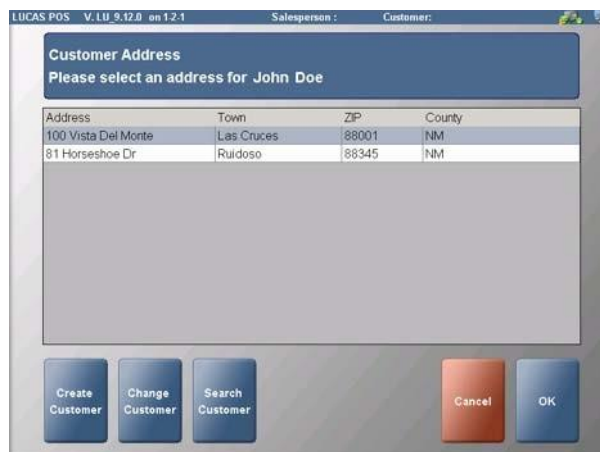 LUCAS POS V. LU_9.12.0 on 1-2-1 Salesperson : Customer:
Customer Address
Please select an address for John Doe
Address Town ZIP County
100 Vista Del Monte Las Cruces 88001 NM
81 Horseshoe Dr Ruidoso 88345 NM
Create Customer
Change Customer
Search Customer
Cancel
OK